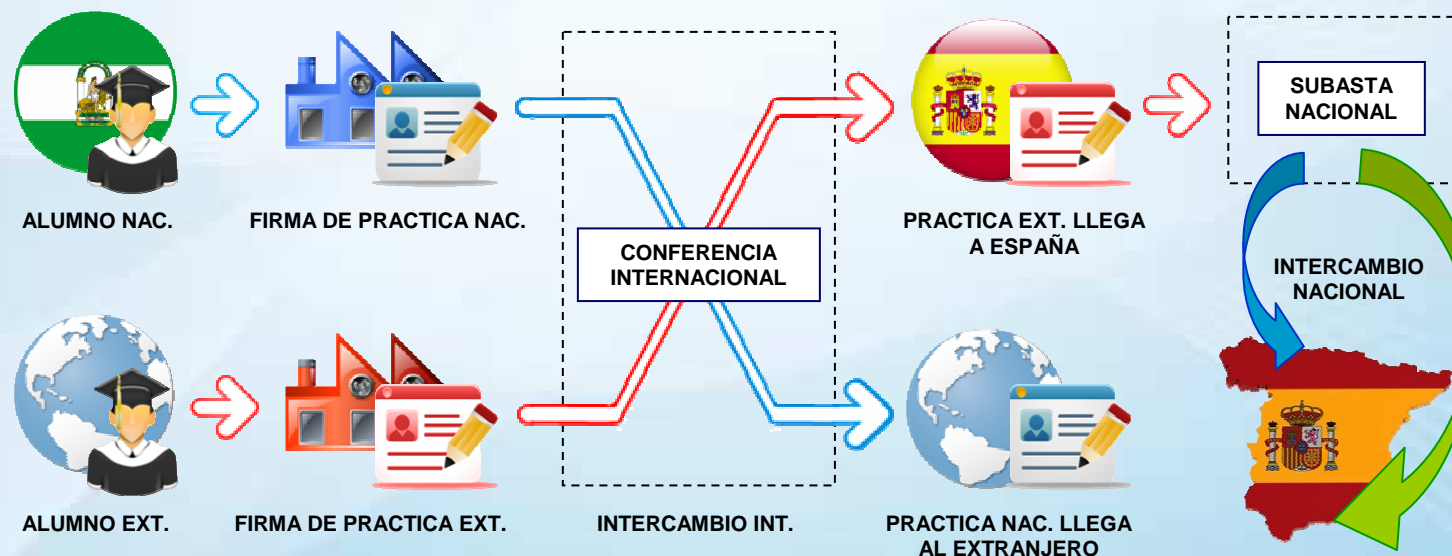 ALUMNO NAC.
FIRMA DE PRACTICA NAC.
CONFERENCIA
INTERNACIONAL
PRACTICA EXT. LLEGA
A ESPAÑA
SUBASTA
NACIONAL
INTERCAMBIO
NACIONAL
ALUMNO EXT.
FIRMA DE PRACTICA EXT.
INTERCAMBIO INT.
PRACTICA NAC. LLEGA
AL EXTRANJERO